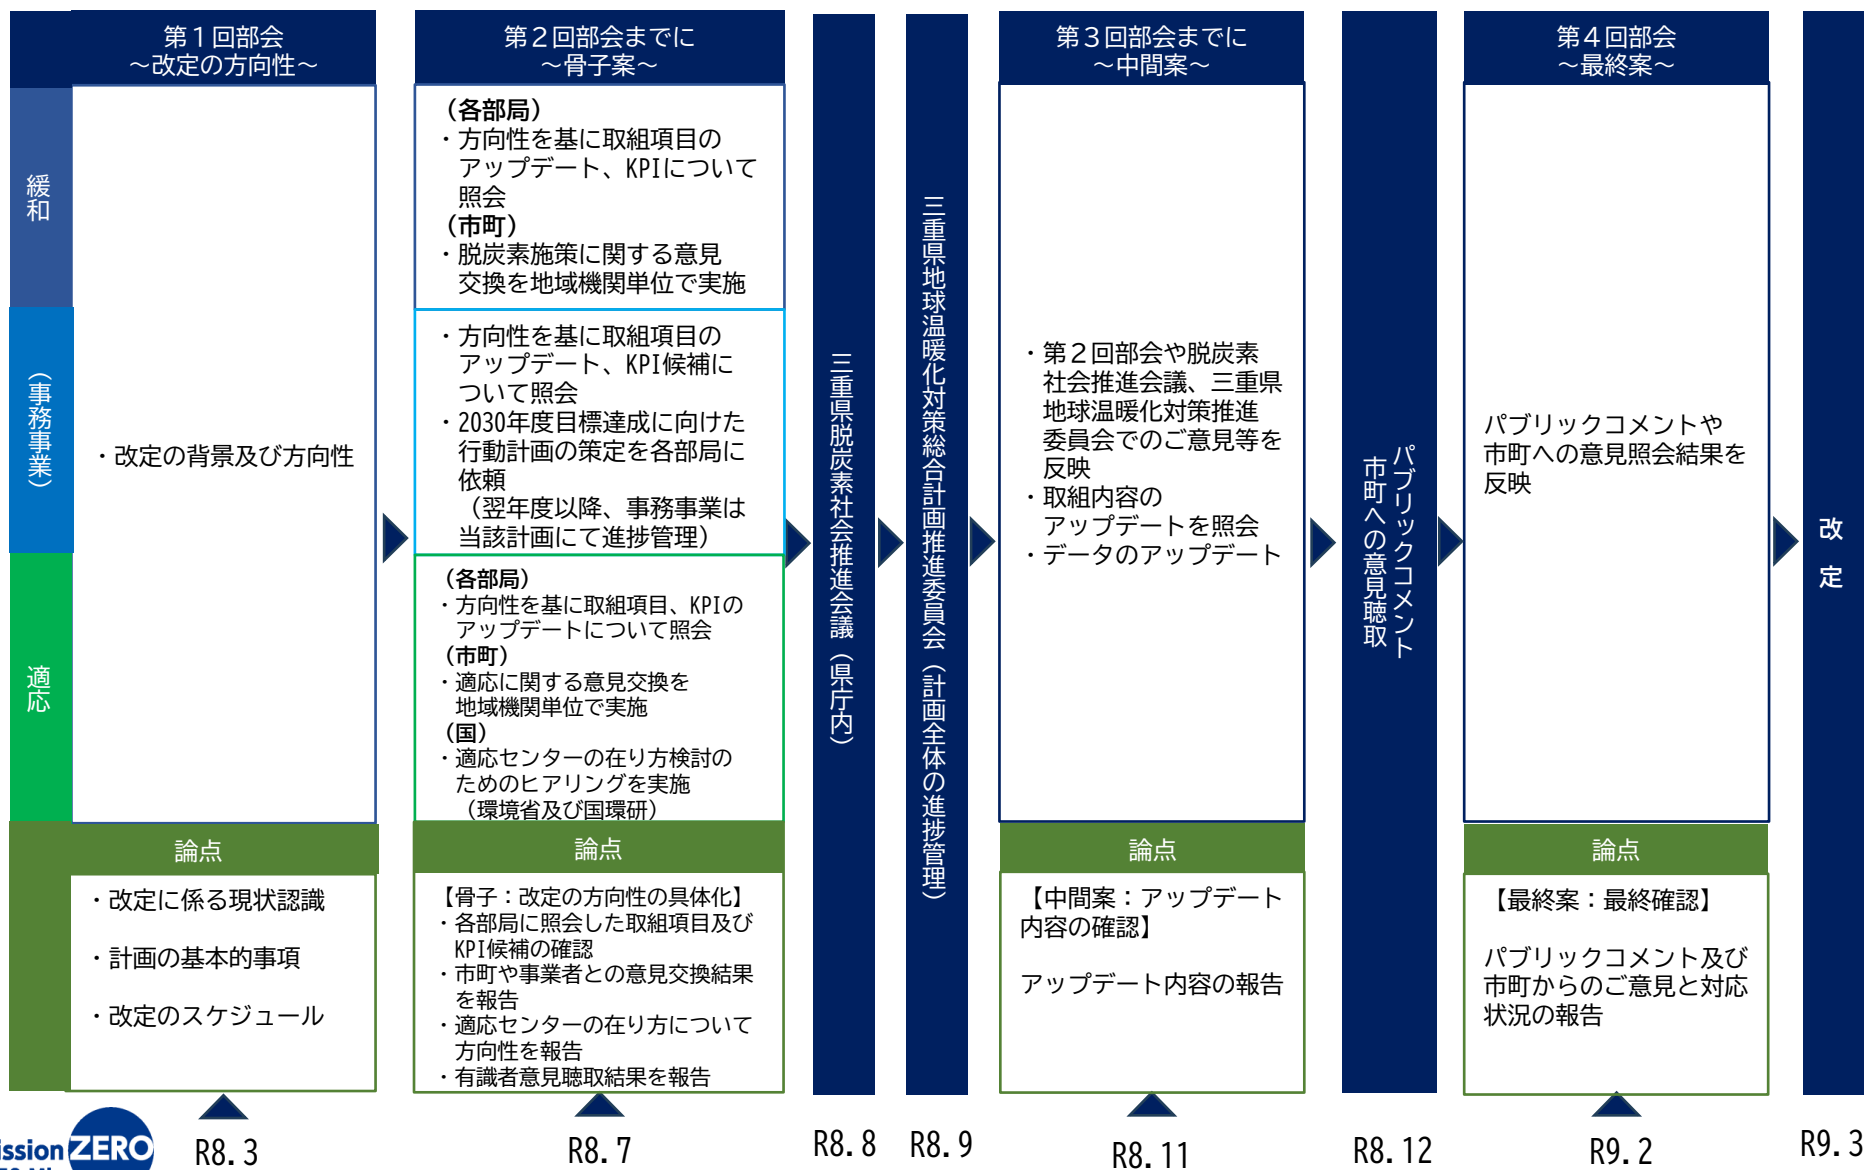 第１回部会
～改定の方向性～
緩和
（事務事業）
適応
・改定の背景及び方向性
論点
・改定に係る現状認識
・計画の基本的事項
・改定のスケジュール
R8.3
第２回部会までに
～骨子案～
（各部局）
・方向性を基に取組項目の
アップデート、KPIについて
照会
（市町）
・脱炭素施策に関する意見
交換を地域機関単位で実施
・方向性を基に取組項目の
アップデート、KPI候補に
ついて照会
・2030年度目標達成に向けた
行動計画の策定を各部局に
依頼
（翌年度以降、事務事業は
当該計画にて進捗管理）
（各部局）
・方向性を基に取組項目、KPIの
アップデートについて照会
（市町）
・適応に関する意見交換を
地域機関単位で実施
（国）
・適応センターの在り方検討の
ためのヒアリングを実施
（環境省及び国環研）
論点
【骨子：改定の方向性の具体化】
・各部局に照会した取組項目及び
KPI候補の確認
・市町や事業者との意見交換結果
を報告
・適応センターの在り方について
方向性を報告
・有識者意見聴取結果を報告
R8.7
三重県脱炭素社会推進会議（県庁内）
R8.8
三重県地球温暖化対策総合計画推進委員会（計画全体の進捗管理）
R8.9
第３回部会までに
～中間案～
・第２回部会や脱炭素
社会推進会議、三重県
地球温暖化対策推進
委員会でのご意見等を
反映
・取組内容の
アップデートを照会
・データのアップデート
論点
【中間案：アップデート
内容の確認】
アップデート内容の報告
R8.11
パブリックコメント
市町への意見聴取
R8.12
第４回部会
～最終案～
パブリックコメントや
市町への意見照会結果を
反映
論点
【最終案：最終確認】
パブリックコメント及び
市町からのご意見と対応
状況の報告
R9.2
改定
R9.3
ission ZERO